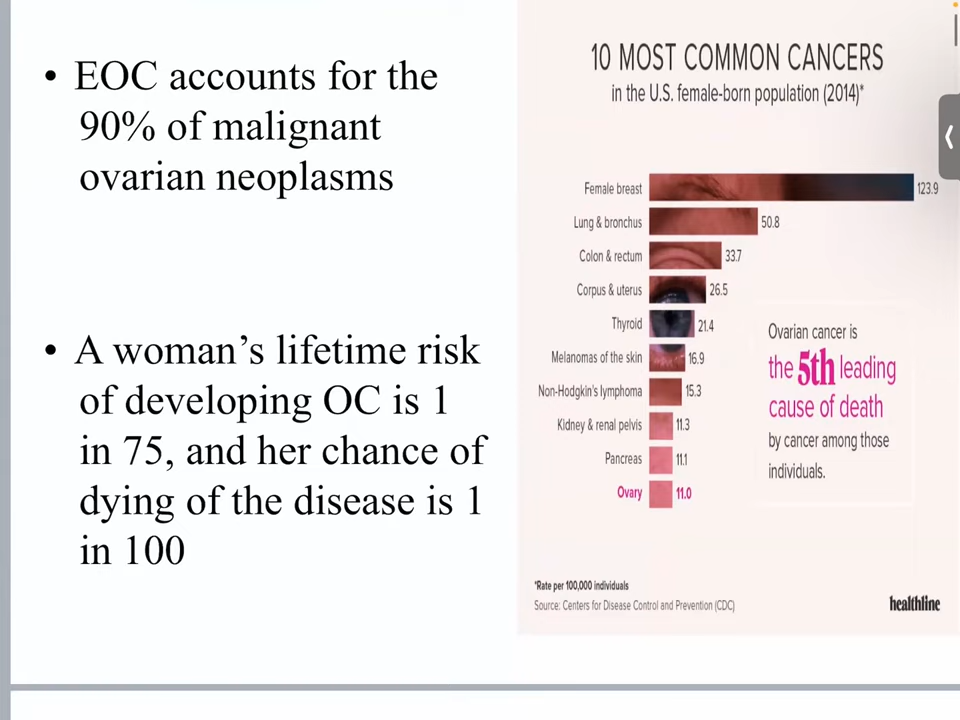 • EOC accounts for the
90% of malignant
ovarian neoplasms
• A woman’s lifetime risk
of developing OC is 1
in 75, and her chance of
dying of the disease is 1
in 100
10 MOST COMMON CANCERS
in the U.S. female-born population (2014)*
Female breast 123.9
Lung & bronchus 50.8
Colon & rectum 33.7
Corpus & uterus 26.5
Thyroid 21.4
Melanomas of the skin 16.9
Non-Hodgkin's lymphoma 15.3
Kidney & renal pelvis 11.3
Pancreas 11.1
Ovary 11.0
Ovarian cancer is
the 5th leading
cause of death
by cancer among those
individuals.
*Rate per 100,000 individuals
Source: Centers for Disease Control and Prevention (CDC)
healthline